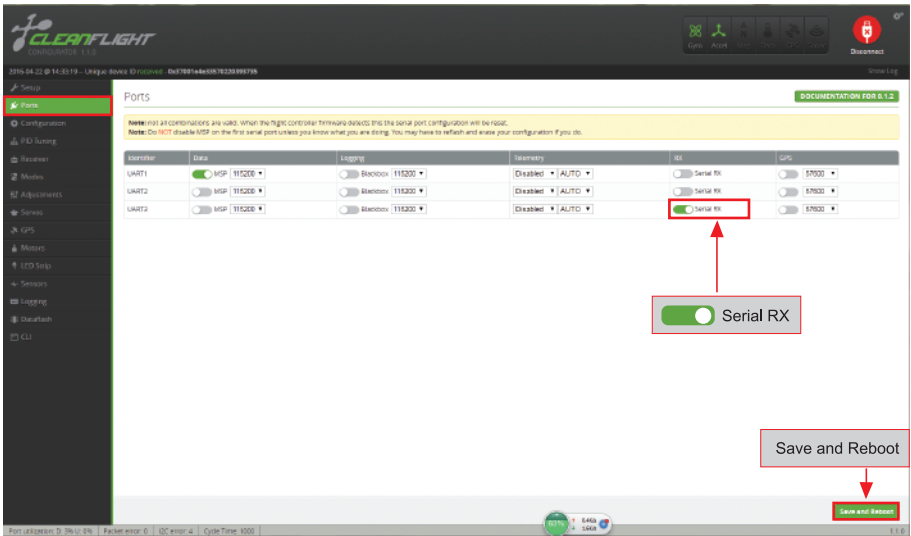 CLEANFLIGHT
CONFIGURATOR 1.1.0
Gyro Accel
Disconnect
2016-04-22 @ 14:33:19 -- Unique device ID received -
Show Log
Setup
Ports
Configuration
PID Tuning
Receiver
Modes
Adjustments
Servos
GPS
Motors
LED Strip
Sensors
Logging
Dataflash
CLI
Ports
DOCUMENTATION FOR 0.1.2
Note: not all combinations are valid. When the flight controller firmware detects this the serial port configuration will be reset.
Note: Do NOT disable MSP on the first serial port unless you know what you are doing. You may have to reflash and erase your configuration if you do.
Identifier Data Logging Telemetry RX GPS
UART1 MSP 115200 Blackbox 115200 Disabled AUTO Serial RX 57600
UART2 MSP 115200 Blackbox 115200 Disabled AUTO Serial RX 57600
UART3 MSP 115200 Blackbox 115200 Disabled AUTO Serial RX 57600
Serial RX
Save and Reboot
Save and Reboot
Port utilization: D: 3% U: 8% Packet error: 0 I2C error: 4 Cycle Time: 1000
1.1.0